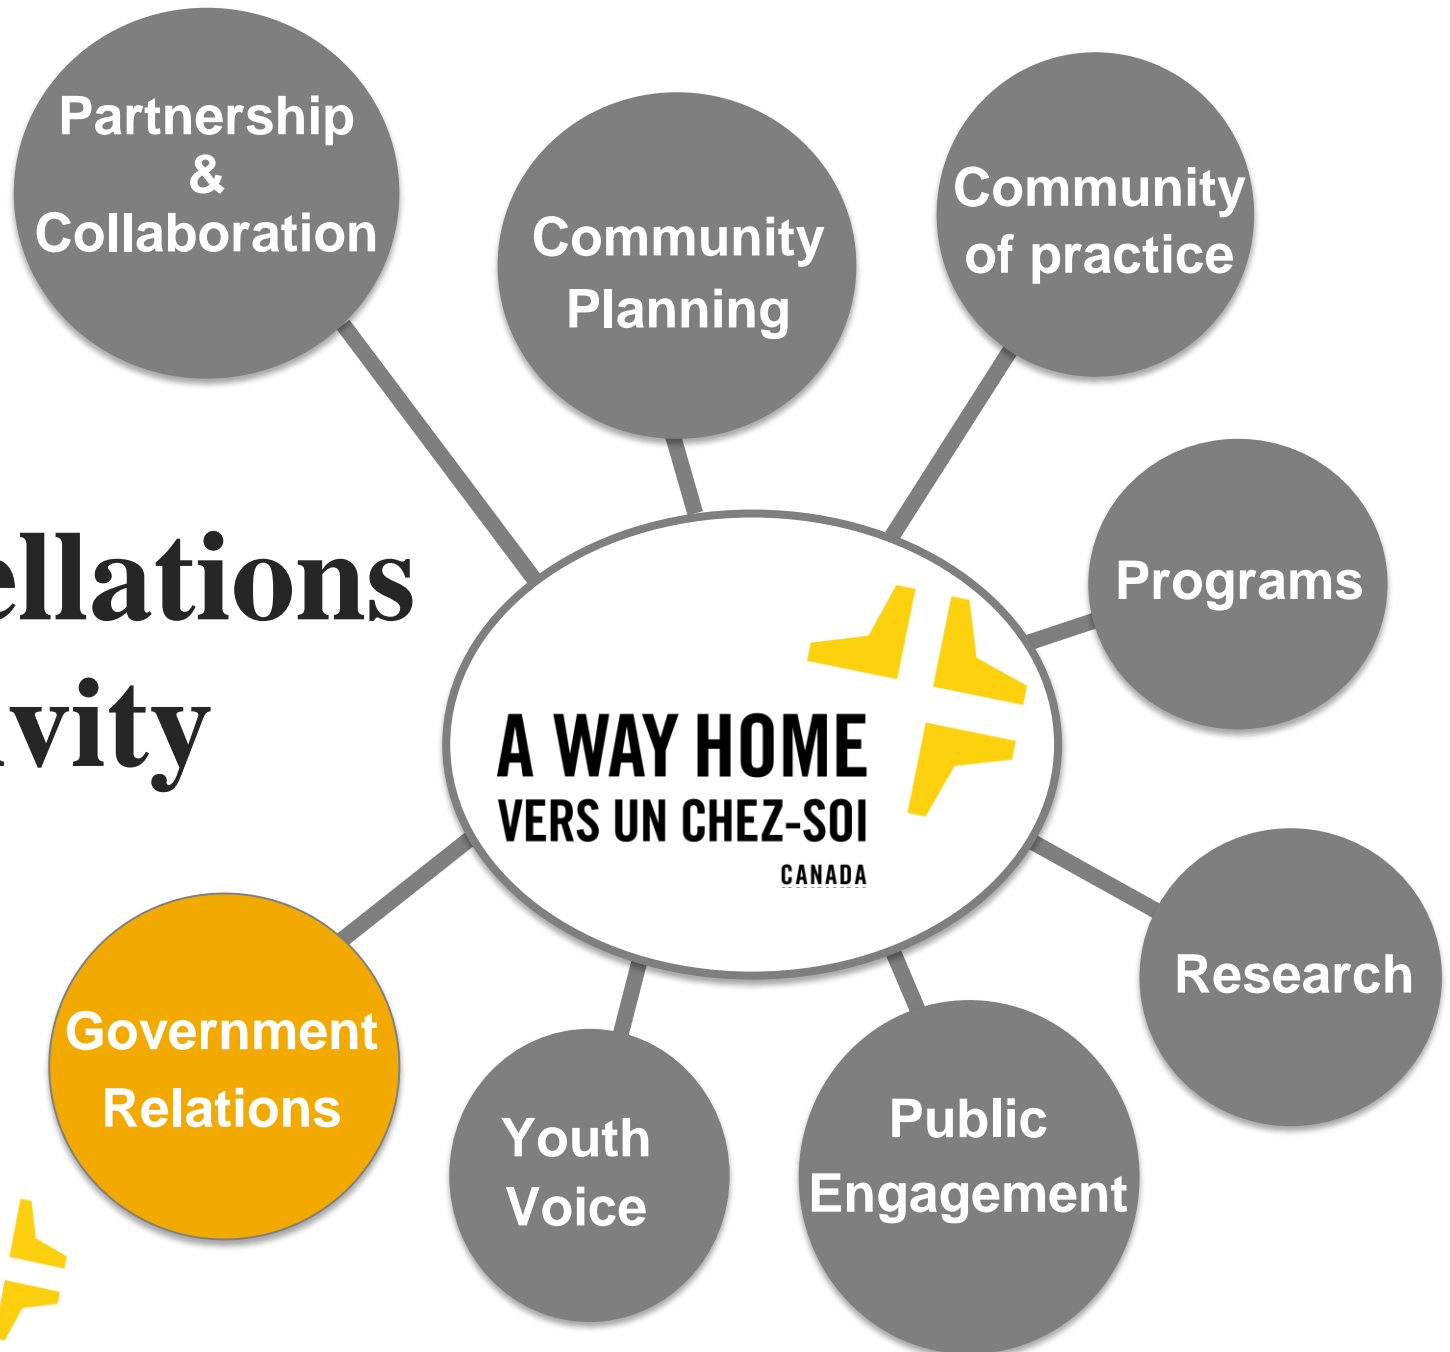 Partnership
&
Collaboration
Community
Planning
Community
of practice
Programs
ellations
vity
A WAY HOME
VERS UN CHEZ-SOI
CANADA
Research
Government
Relations
Youth
Voice
Public
Engagement